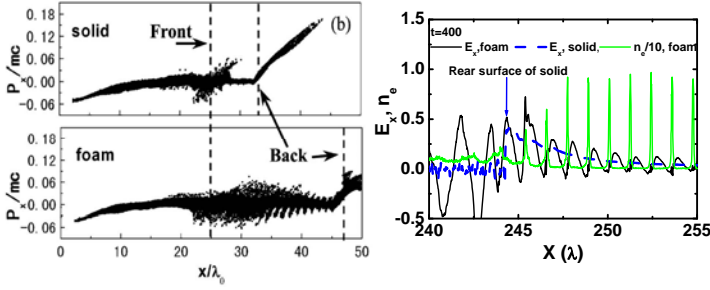 (b)
solid
Front
0.18
0.12
0.06
0.00
-0.06
P_x/mc
Back
foam
0.18
0.12
0.06
0.00
-0.06
P_x/mc
0 10 20 30 40 50
x/λ_0
t=400
E_x,foam E_x, solid, n_e/10, foam
Rear surface of solid
1.0
0.5
0.0
-0.5
E_x, n_e
240 245 250 255
X (λ)